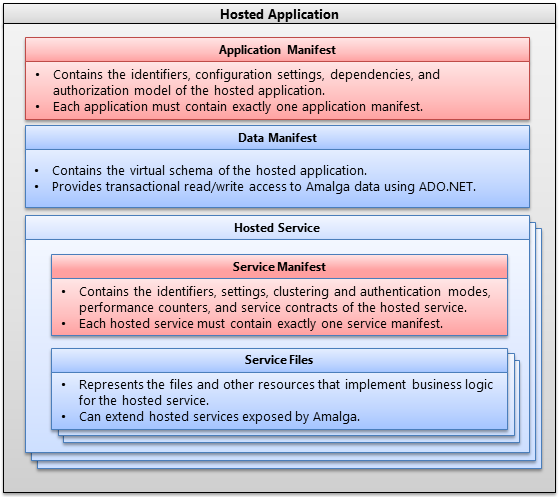 Hosted Application
Application Manifest
• Contains the identifiers, configuration settings, dependencies, and
authorization model of the hosted application.
• Each application must contain exactly one application manifest.
Data Manifest
• Contains the virtual schema of the hosted application.
• Provides transactional read/write access to Amalga data using ADO.NET.
Hosted Service
Service Manifest
• Contains the identifiers, settings, clustering and authentication modes,
performance counters, and service contracts of the hosted service.
• Each hosted service must contain exactly one service manifest.
Service Files
• Represents the files and other resources that implement business logic
for the hosted service.
• Can extend hosted services exposed by Amalga.